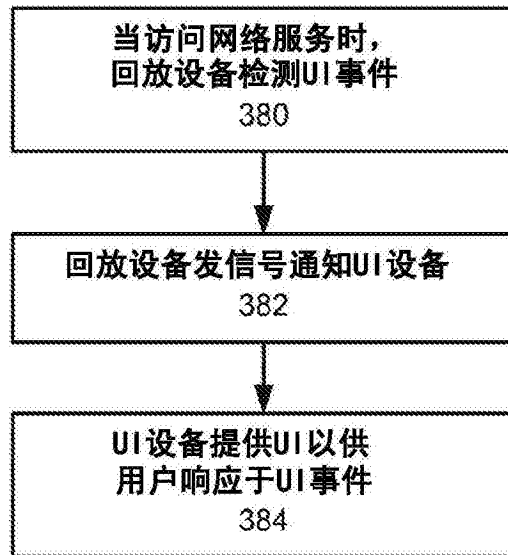 当访问网络服务时，
回放设备检测UI事件
380
回放设备发信号通知UI设备
382
UI设备提供UI以供
用户响应于UI事件
384